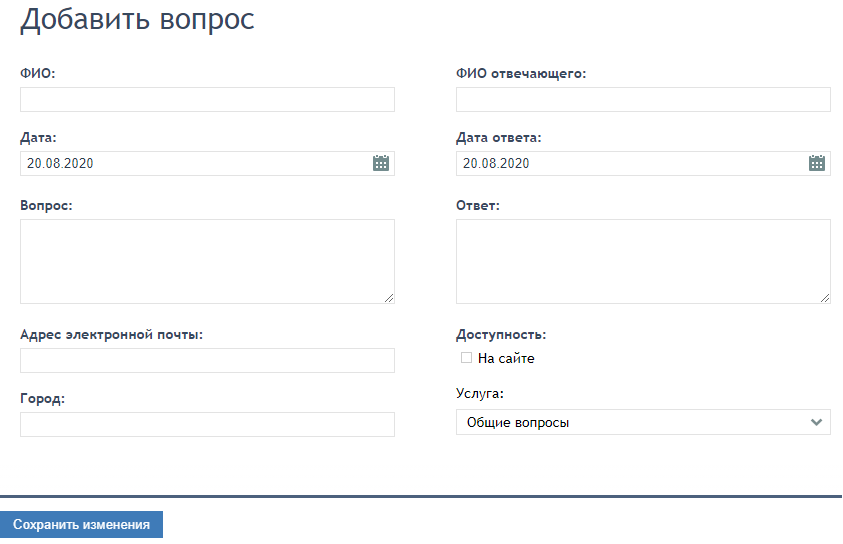 Добавить вопрос
ФИО:
ФИО отвечающего:
Дата:
Дата ответа:
20.08.2020
20.08.2020
Вопрос:
Ответ:
Адрес электронной почты:
Доступность:
На сайте
Город:
Услуга:
Общие вопросы
Сохранить изменения